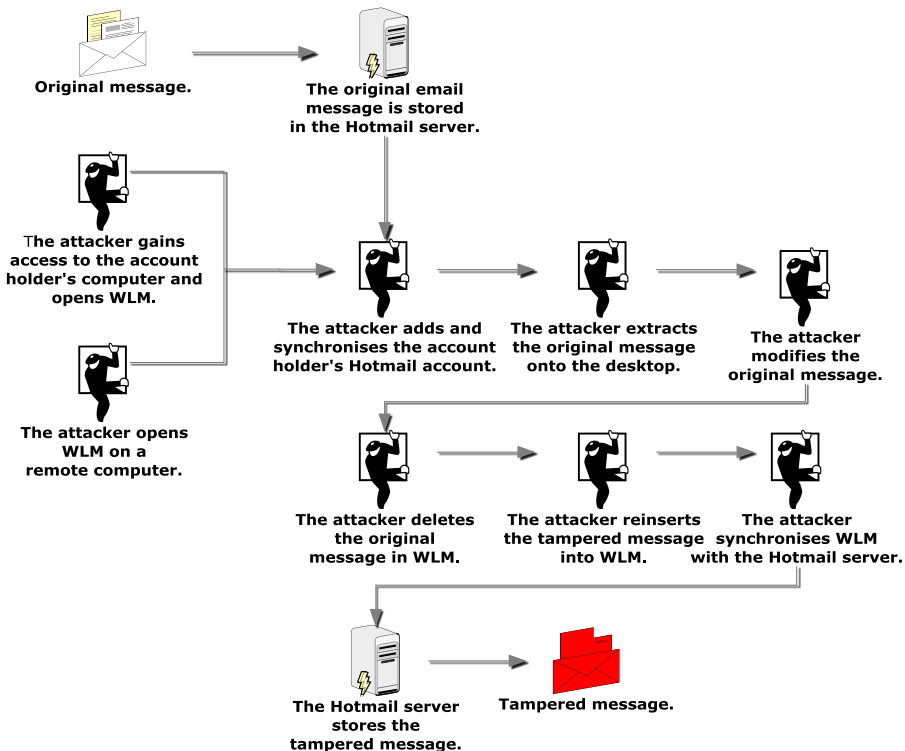 Original message.
The original email
message is stored
in the Hotmail server.
The attacker gains
access to the account
holder's computer and
opens WLM.
The attacker adds and
synchronises the account
holder's Hotmail account.
The attacker extracts
the original message
onto the desktop.
The attacker
modifies the
original message.
The attacker opens
WLM on a
remote computer.
The attacker deletes
the original
message in WLM.
The attacker reinserts
the tampered message
into WLM.
The attacker
synchronises WLM
with the Hotmail server.
The Hotmail server
stores the
tampered message.
Tampered message.